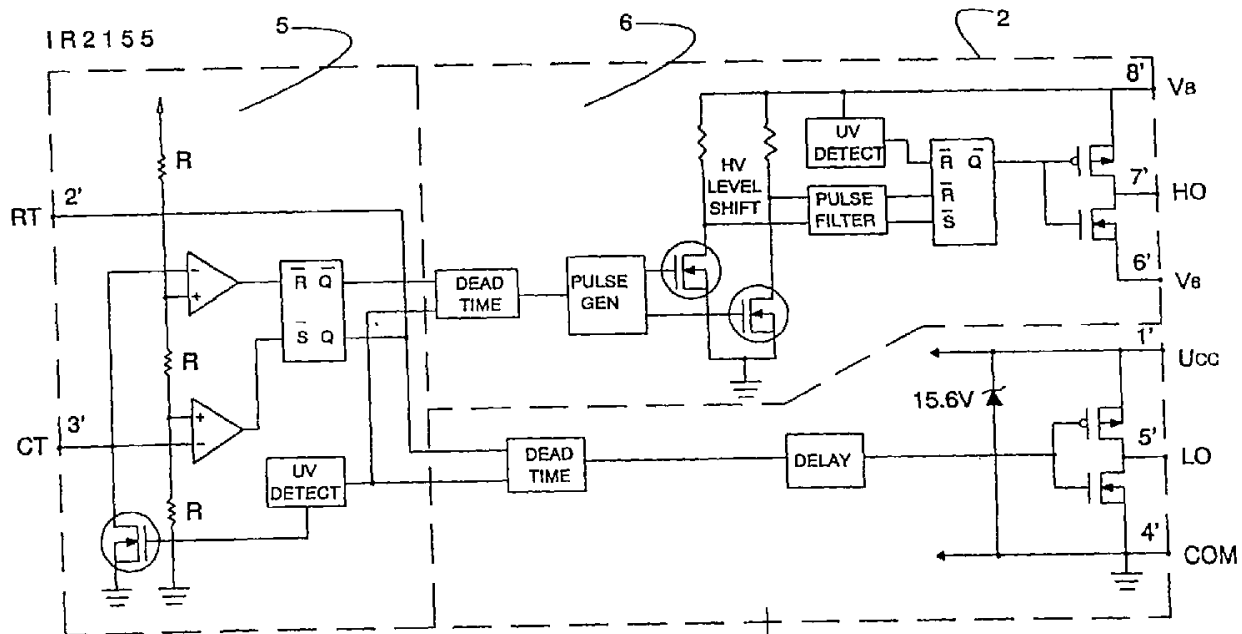 IR2155
5
6
2
8'
VB
R
UV
DETECT
R̅ Q̅
7'
HO
2'
RT
HV
LEVEL
SHIFT
PULSE
FILTER
R̅
S̅
6'
VB
R̅ Q̅
S̅ Q
DEAD
TIME
PULSE
GEN
1'
UCC
R
15.6V
3'
CT
5'
LO
UV
DETECT
DEAD
TIME
DELAY
R
4'
COM